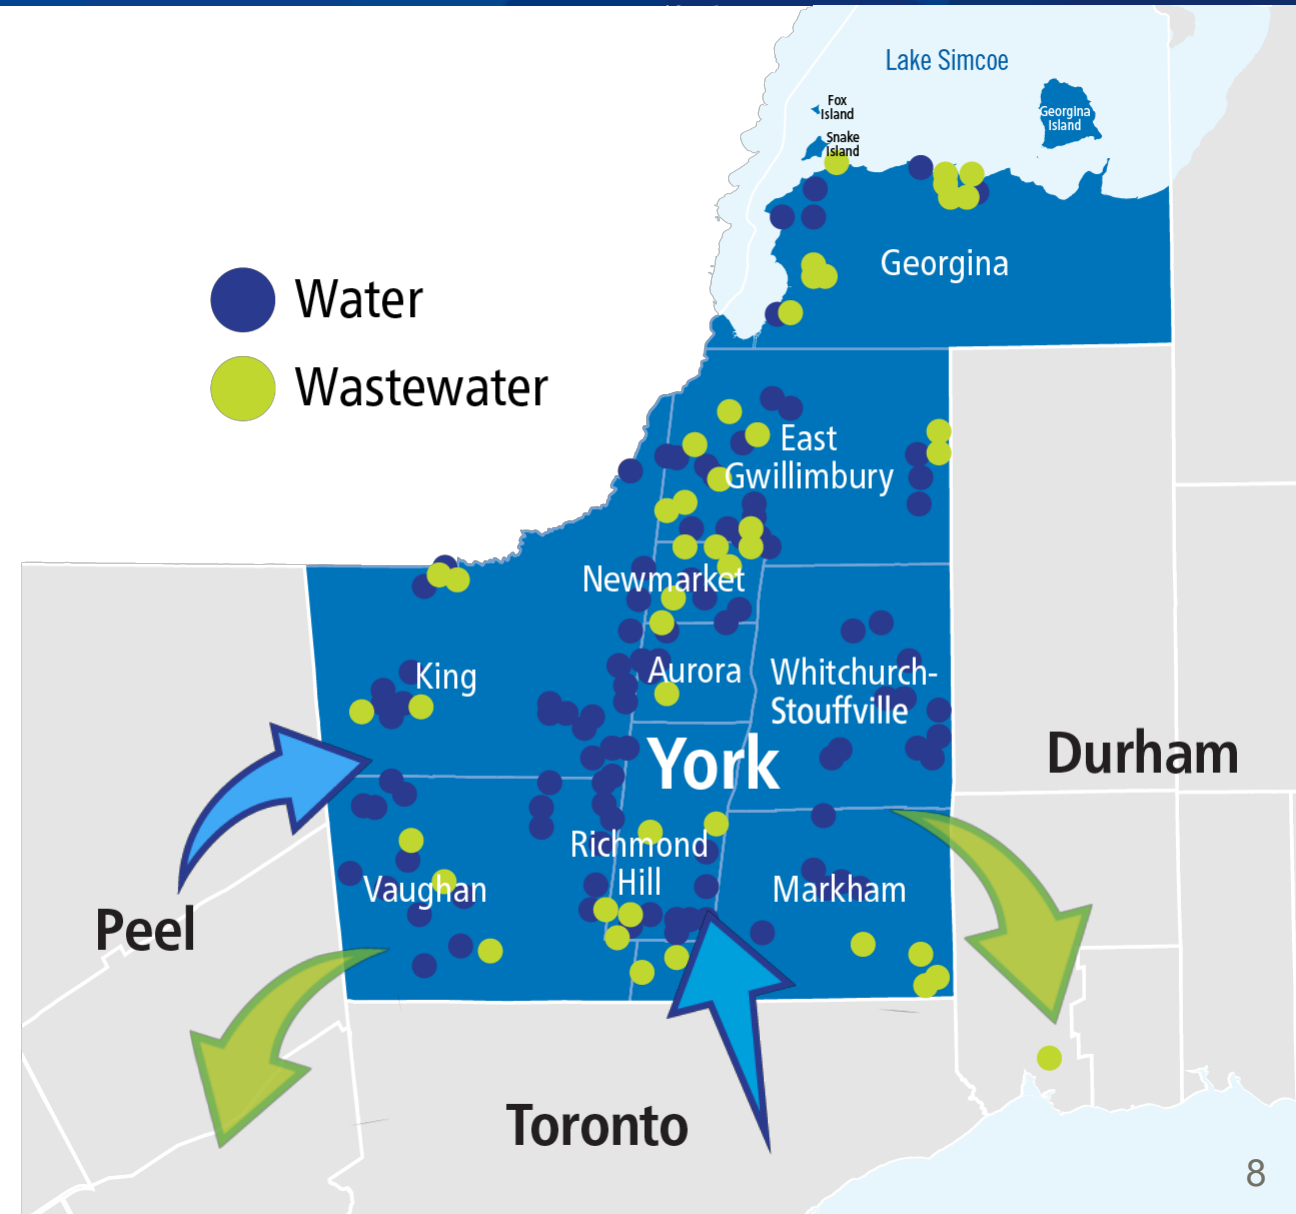 Lake Simcoe
Fox
Island
Georgina
Island
Snake
Island
Georgina
Water
Wastewater
East
Gwillimbury
Newmarket
King
Aurora
Whitchurch-
Stouffville
York
Durham
Richmond
Hill
Vaughan
Markham
Peel
Toronto
8